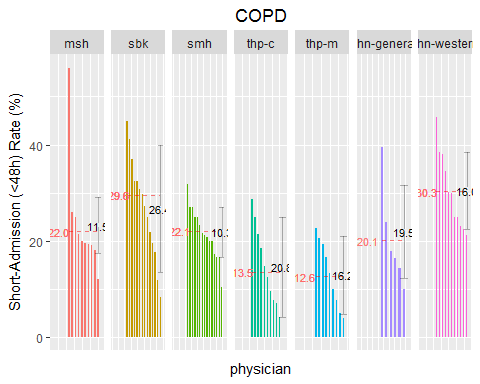 COPD
msh sbk smh thp-c thp-m hn-genera hn-western
Short-Admission (<48h) Rate (%)
40
20
0
22.0 11.5
29.6 26.4
22.1 10.3
13.5 20.8
12.6 16.2
20.1 19.5
30.3 16.0
physician